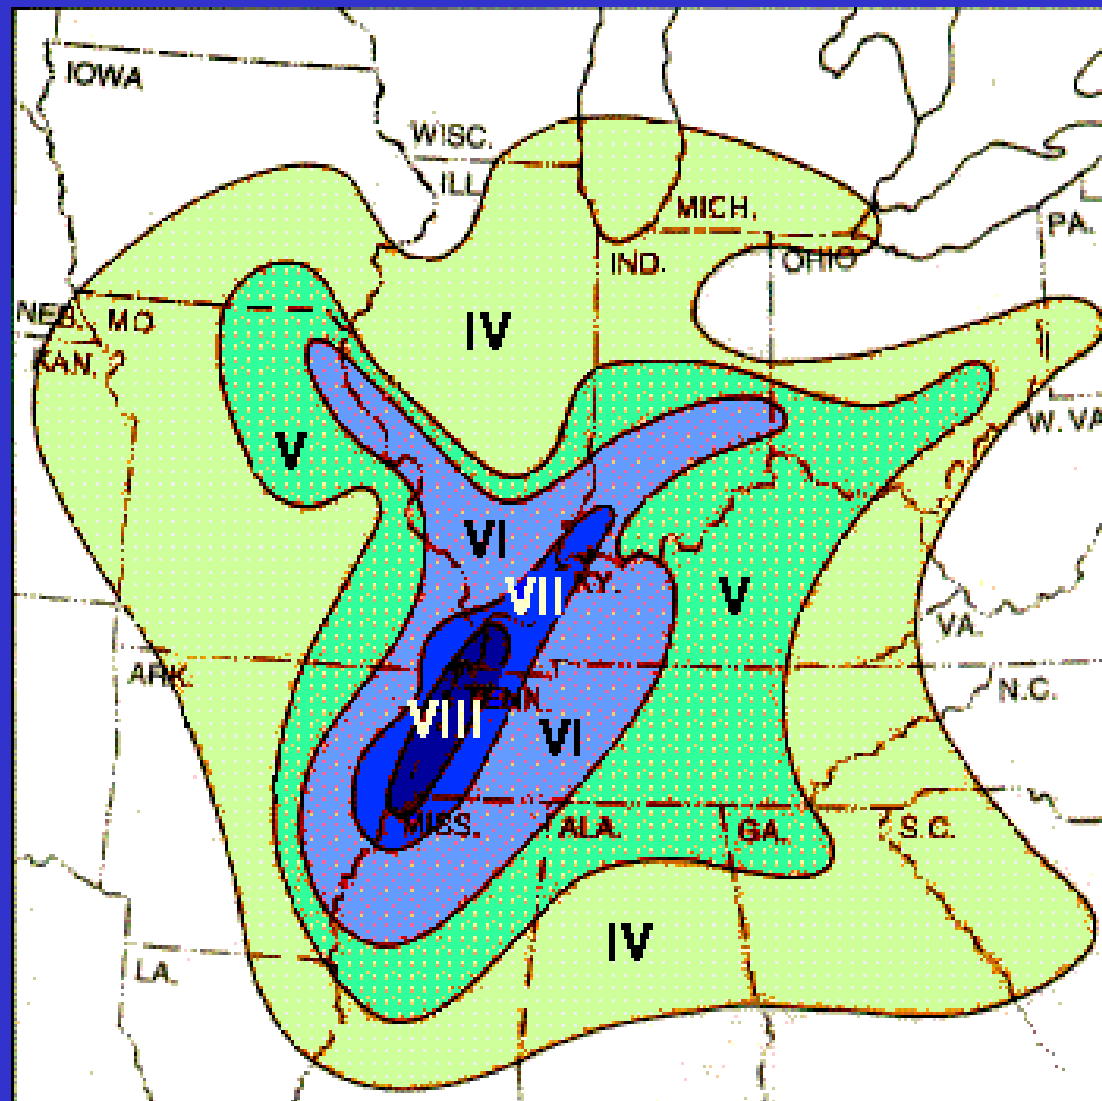 IOWA
WISC.
ILL.
MICH.
PA.
IND.
OHIO
NEB.
MO
IV
KAN.
W. VA
V
VI
VII
KY.
V
VA.
ARK.
N.C.
TENN.
VIII
VI
MISS.
ALA.
GA.
S.C.
IV
LA.